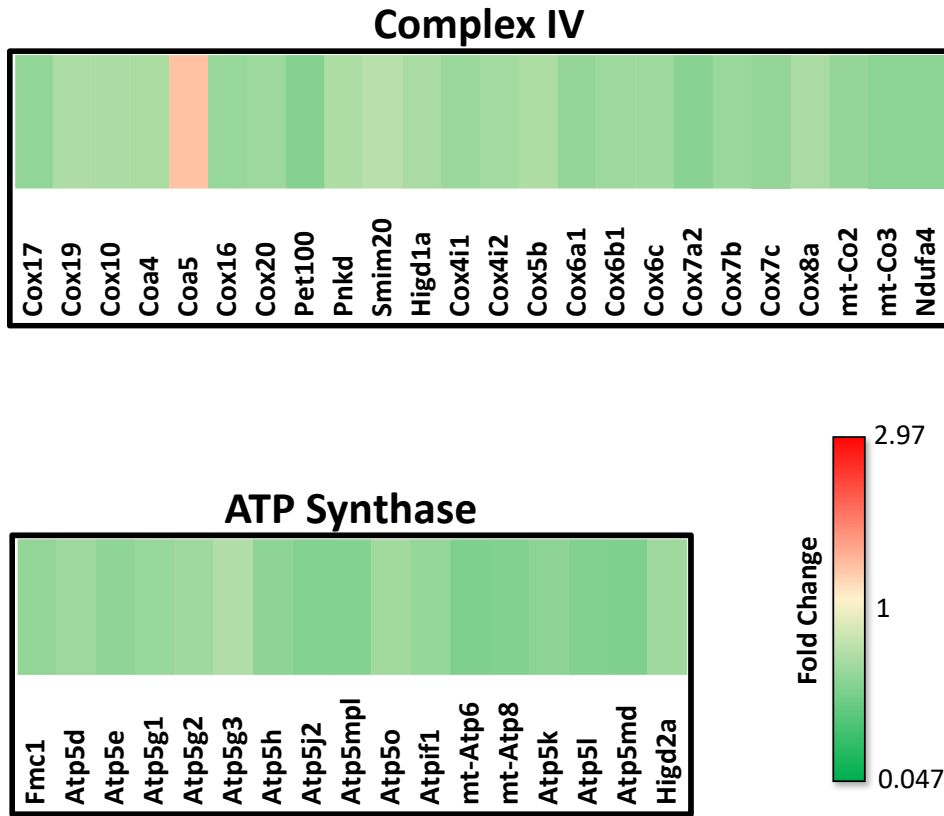 Complex IV
Cox17
Cox19
Cox10
Coa4
Coa5
Cox16
Cox20
Pet100
Pnkd
Smim20
Higd1a
Cox4i1
Cox4i2
Cox5b
Cox6a1
Cox6b1
Cox6c
Cox7a2
Cox7b
Cox7c
Cox8a
mt-Co2
mt-Co3
Ndufa4
ATP Synthase
Fmc1
Atp5d
Atp5e
Atp5g1
Atp5g2
Atp5g3
Atp5h
Atp5j2
Atp5mpl
Atp5o
Atpif1
mt-Atp6
mt-Atp8
Atp5k
Atp5l
Atp5md
Higd2a
Fold Change
2.97
1
0.047